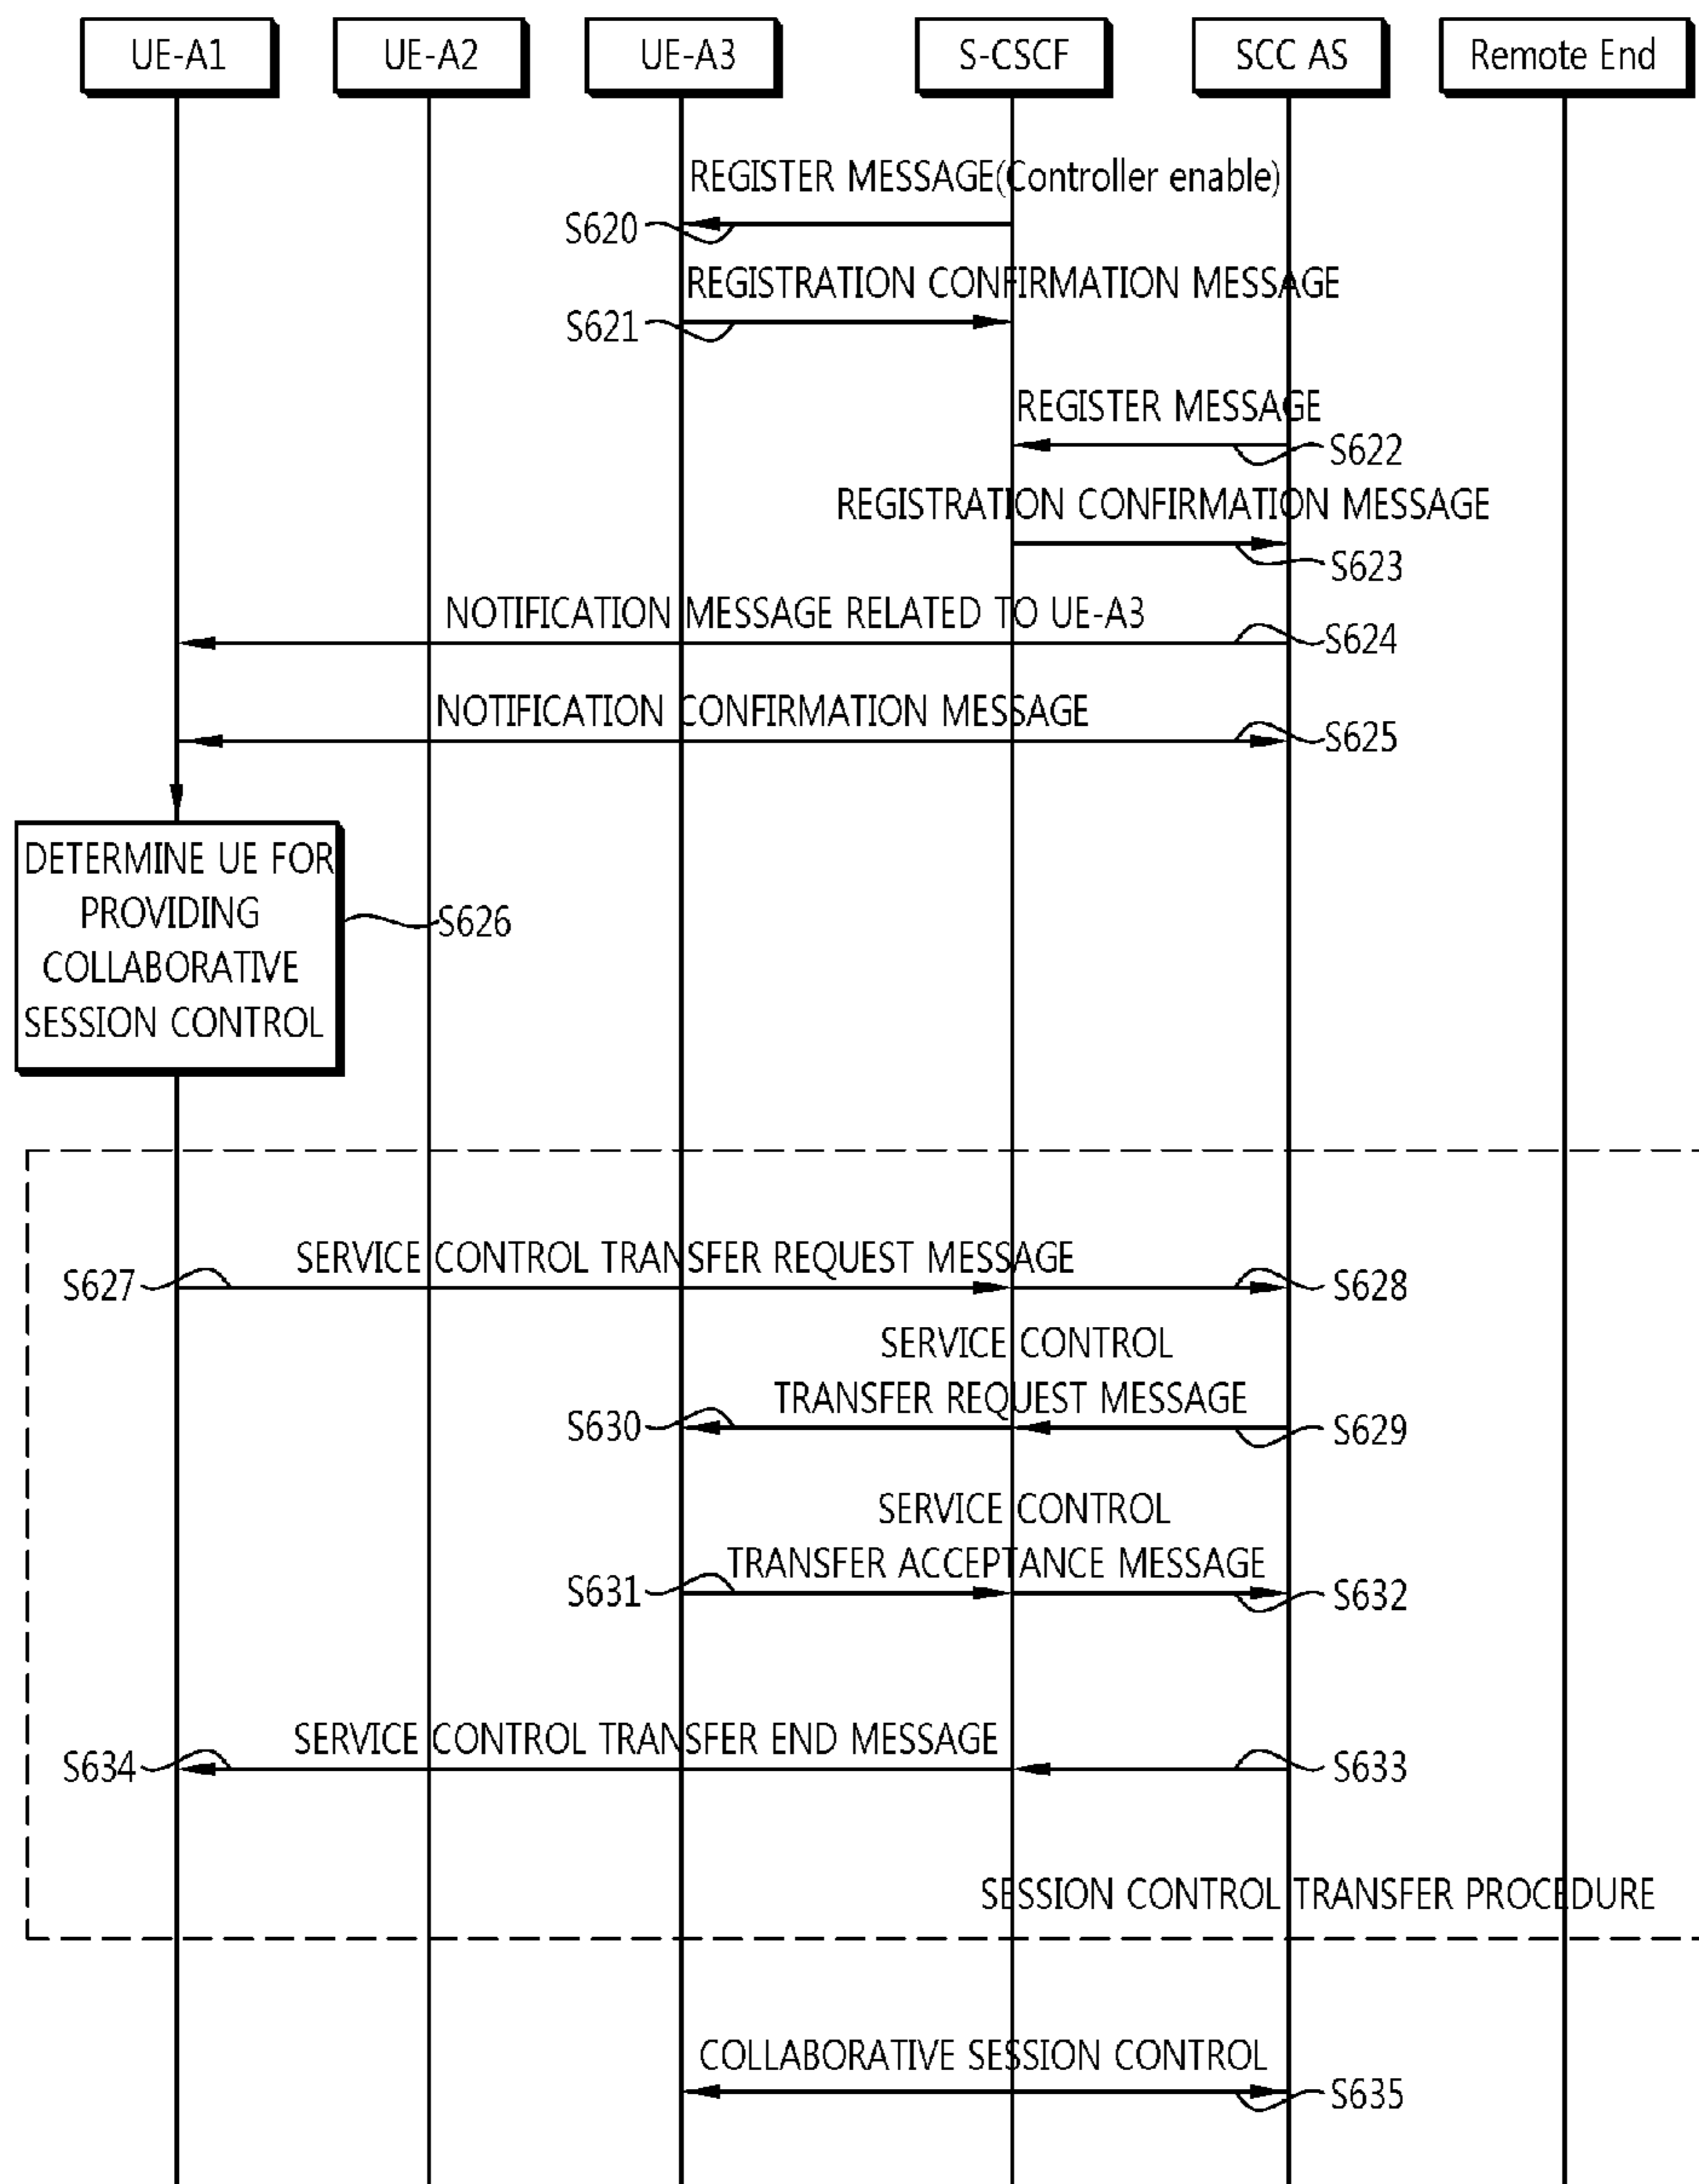 UE-A1
UE-A2
UE-A3
S-CSCF
SCC AS
Remote End
REGISTER MESSAGE(Controller enable)
S620
REGISTRATION CONFIRMATION MESSAGE
S621
REGISTER MESSAGE
S622
REGISTRATION CONFIRMATION MESSAGE
S623
NOTIFICATION MESSAGE RELATED TO UE-A3
S624
NOTIFICATION CONFIRMATION MESSAGE
S625
DETERMINE UE FOR
PROVIDING
COLLABORATIVE
SESSION CONTROL
S626
SERVICE CONTROL TRANSFER REQUEST MESSAGE
S627
S628
SERVICE CONTROL
TRANSFER REQUEST MESSAGE
S630
S629
SERVICE CONTROL
TRANSFER ACCEPTANCE MESSAGE
S631
S632
SERVICE CONTROL TRANSFER END MESSAGE
S634
S633
SESSION CONTROL TRANSFER PROCEDURE
COLLABORATIVE SESSION CONTROL
S635